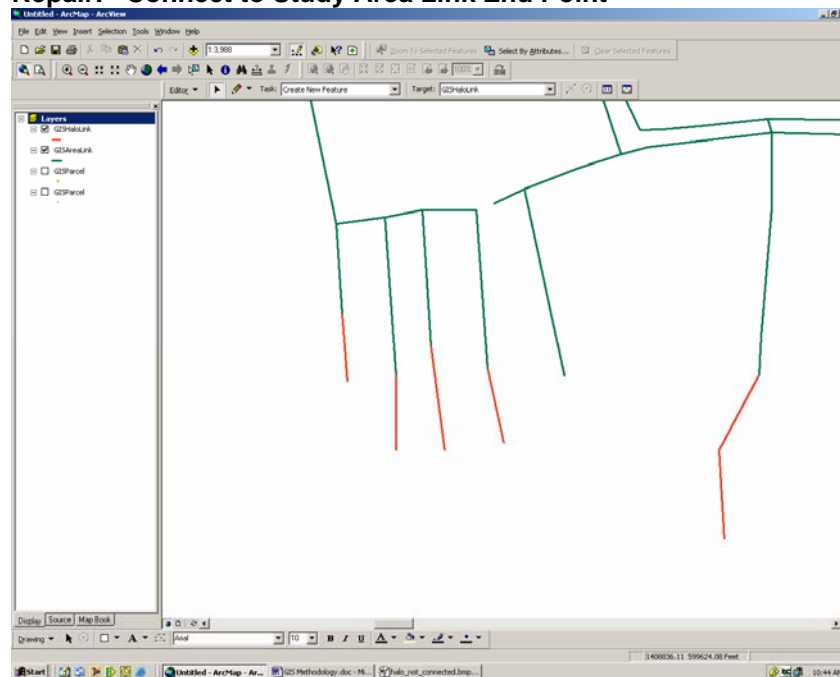 Repair: Connect to Study Area Link End Point
Untitled - ArcMap - ArcView
File Edit View Insert Selection Tools Window Help
1:3,988 Zoom To Selected Features Select By Attributes... Clear Selected Features
100%
Editor Task: Create New Feature Target: GISHaloLink
Layers
GISHaloLink
GISAreaLink
GISParcel
GISParcel
Display Source Map Book
Drawing A Arial 10 B I U A
1408836.11 599624.08 Feet
Start Untitled - ArcMap - Ar... GIS Methodology.doc - Mi... halo_not_connected.bmp... 10:44 AM